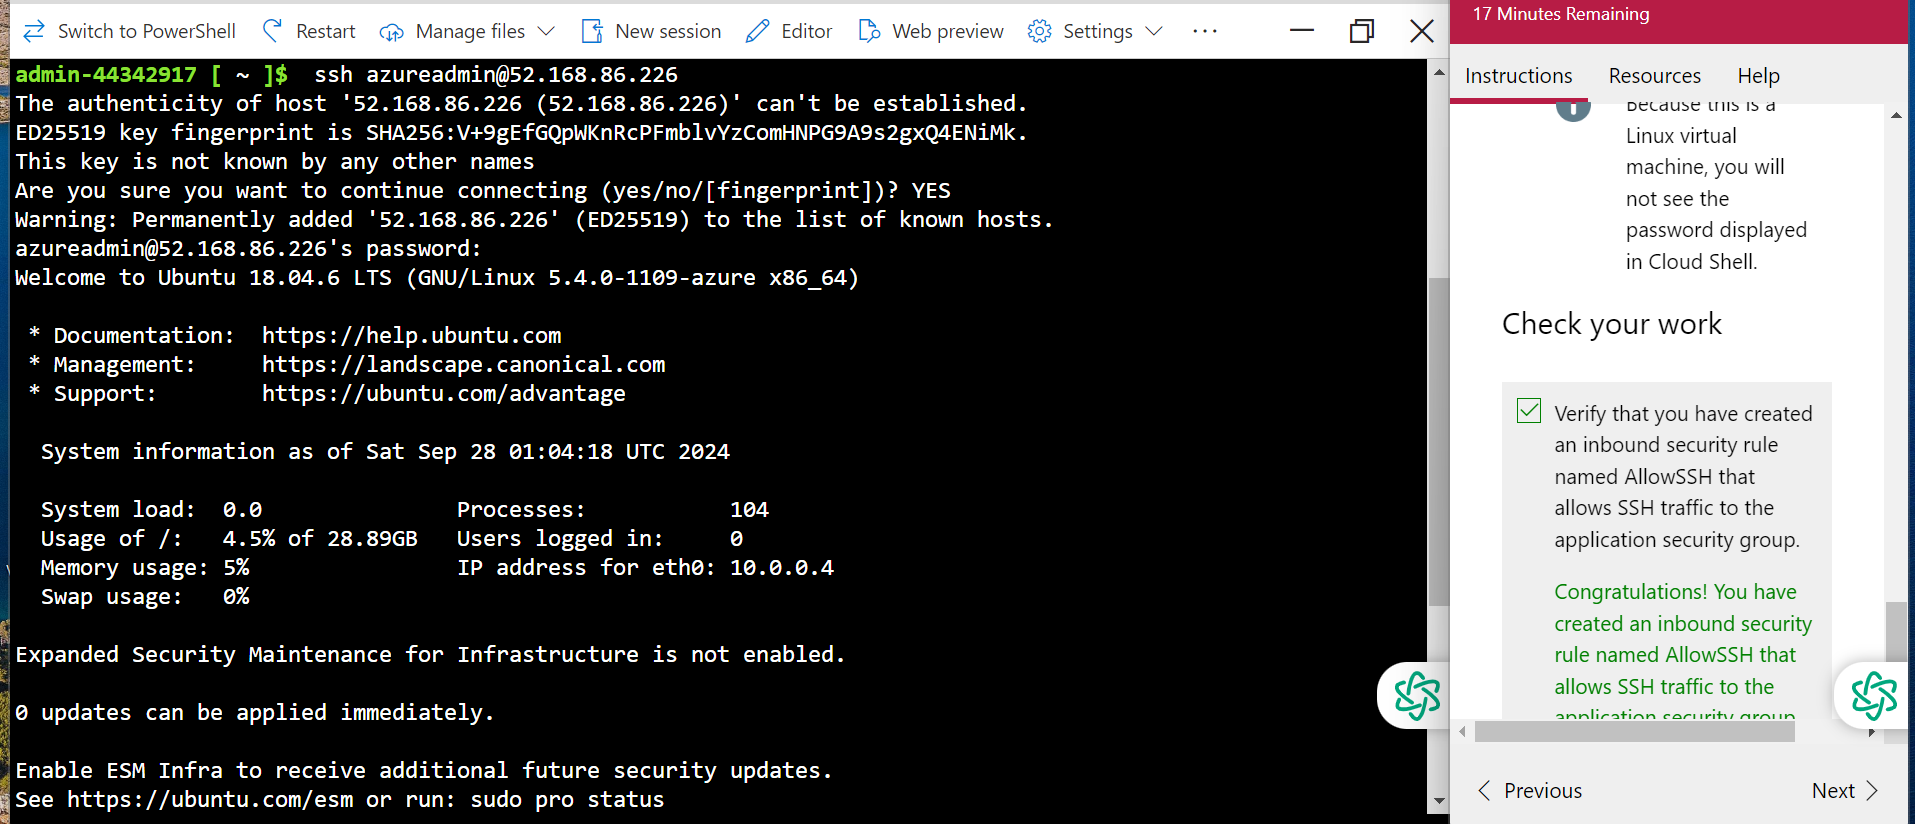 Switch to PowerShell Restart Manage files New session Editor Web preview Settings ...
admin-44342917 [ ~ ]$ ssh azureadmin@52.168.86.226
The authenticity of host '52.168.86.226 (52.168.86.226)' can't be established.
ED25519 key fingerprint is SHA256:V+9gEfGQpWKnRcPFmblvYzComHNPG9A9s2gxQ4ENiMk.
This key is not known by any other names
Are you sure you want to continue connecting (yes/no/[fingerprint])? YES
Warning: Permanently added '52.168.86.226' (ED25519) to the list of known hosts.
azureadmin@52.168.86.226's password:
Welcome to Ubuntu 18.04.6 LTS (GNU/Linux 5.4.0-1109-azure x86_64)
* Documentation: https://help.ubuntu.com
* Management: https://landscape.canonical.com
* Support: https://ubuntu.com/advantage
System information as of Sat Sep 28 01:04:18 UTC 2024
System load: 0.0 Processes: 104
Usage of /: 4.5% of 28.89GB Users logged in: 0
Memory usage: 5% IP address for eth0: 10.0.0.4
Swap usage: 0%
Expanded Security Maintenance for Infrastructure is not enabled.
0 updates can be applied immediately.
Enable ESM Infra to receive additional future security updates.
See https://ubuntu.com/esm or run: sudo pro status
17 Minutes Remaining
Instructions Resources Help
Because this is a
Linux virtual
machine, you will
not see the
password displayed
in Cloud Shell.
Check your work
Verify that you have created
an inbound security rule
named AllowSSH that
allows SSH traffic to the
application security group.
Congratulations! You have
created an inbound security
rule named AllowSSH that
allows SSH traffic to the
application security group
Previous Next